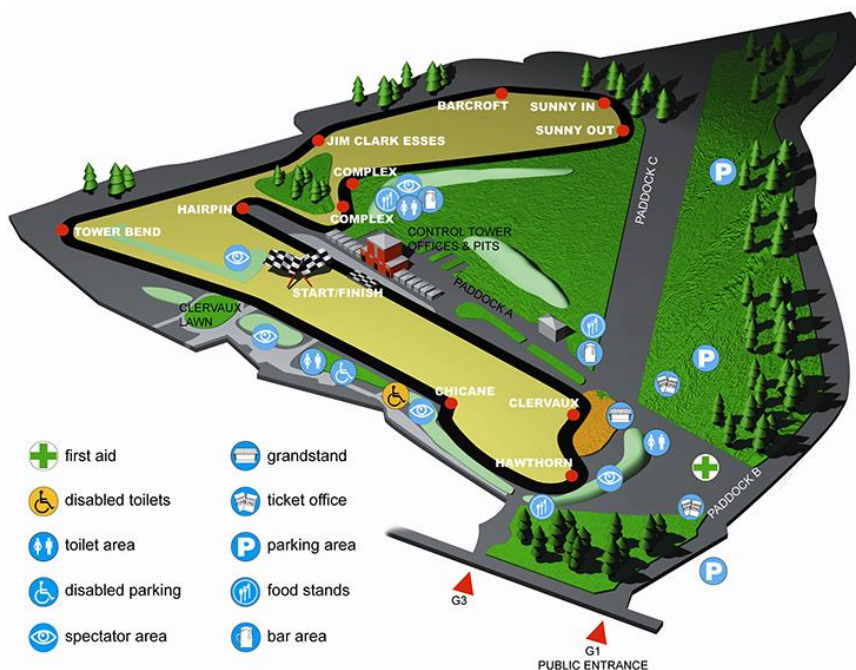 BARCROFT
SUNNY IN
SUNNY OUT
JIM CLARK ESSES
COMPLEX
HAIRPIN
COMPLEX
TOWER BEND
CONTROL TOWER
OFFICES & PITS
PADDOCK C
P
START/FINISH
PADDOCK A
CLERVAUX
LAWN
P
CHICANE
CLERVAUX
HAWTHORN
PADDOCK B
P
G3
G1
PUBLIC ENTRANCE
first aid
disabled toilets
toilet area
disabled parking
spectator area
grandstand
ticket office
P parking area
food stands
bar area